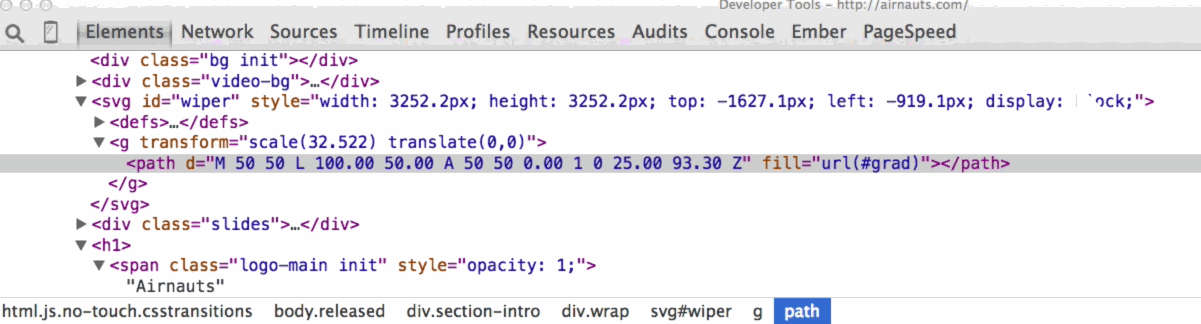 Developer Tools - http://airnauts.com/
Elements Network Sources Timeline Profiles Resources Audits Console Ember PageSpeed
<div class="bg init"></div>
▶<div class="video-bg">…</div>
▼<svg id="wiper" style="width: 3252.2px; height: 3252.2px; top: -1627.1px; left: -919.1px; display: ock;">
▶<defs>…</defs>
▼<g transform="scale(32.522) translate(0,0)">
<path d="M 50 50 L 100.00 50.00 A 50 50 0.00 1 0 25.00 93.30 Z" fill="url(#grad)"></path>
</g>
</svg>
▶<div class="slides">…</div>
▼<h1>
▼<span class="logo-main init" style="opacity: 1;">
"Airnauts"
html.js.no-touch.csstransitions body.released div.section-intro div.wrap svg#wiper g path